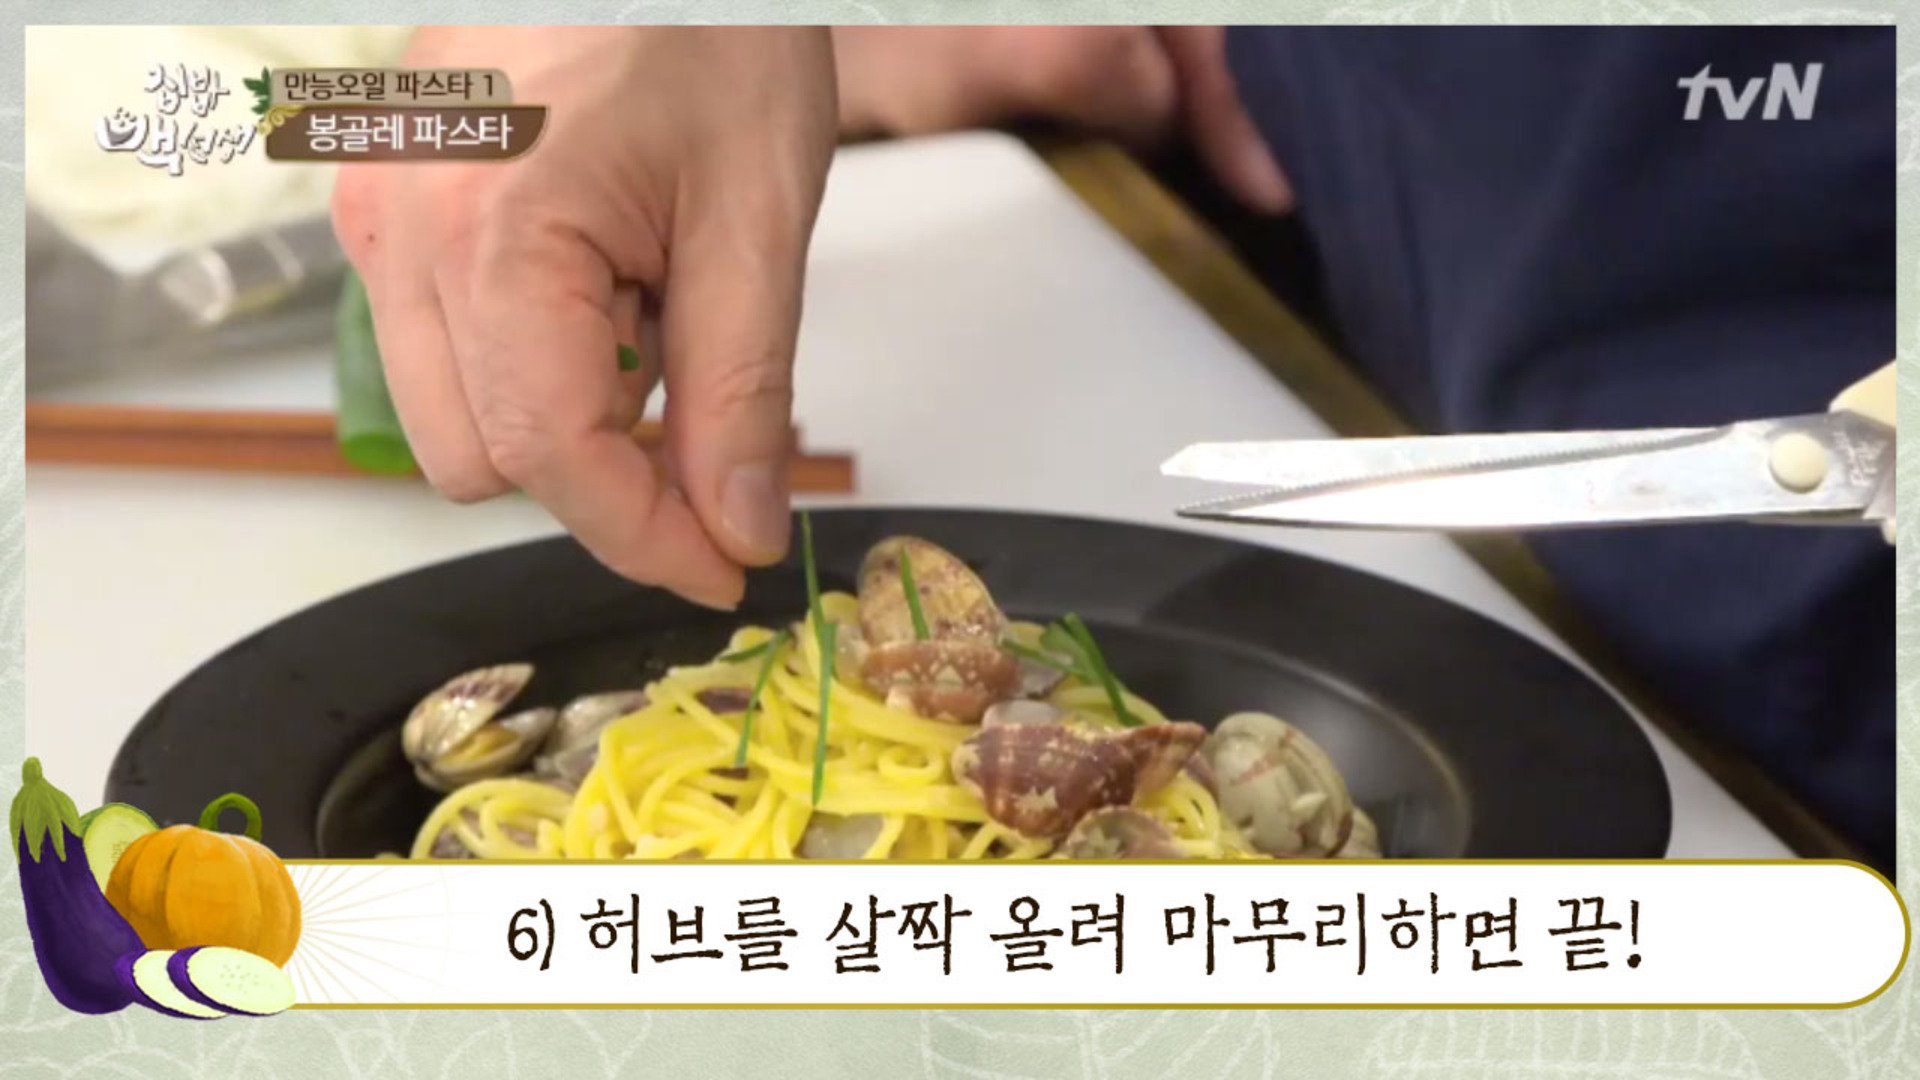 집밥
백선생
만능오일 파스타 1
봉골레 파스타
tvN
6) 허브를 살짝 올려 마무리하면 끝!